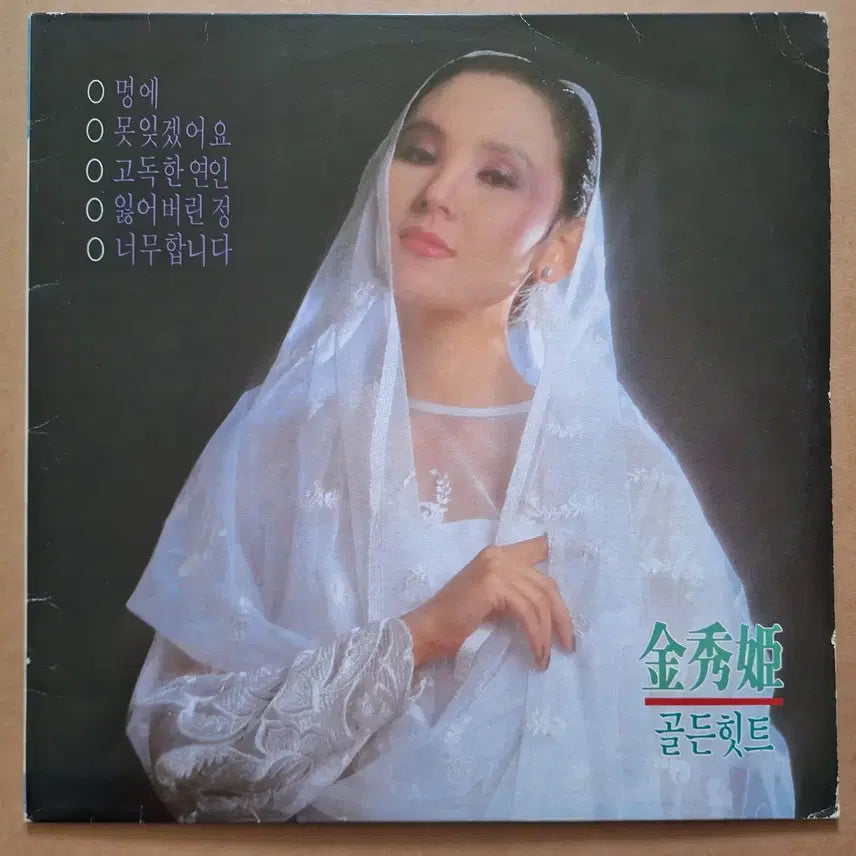 ○ 멍에
○ 못잊겠어요
○ 고독한 연인
○ 잃어버린 정
○ 너무합니다
金秀姬
골든힛트